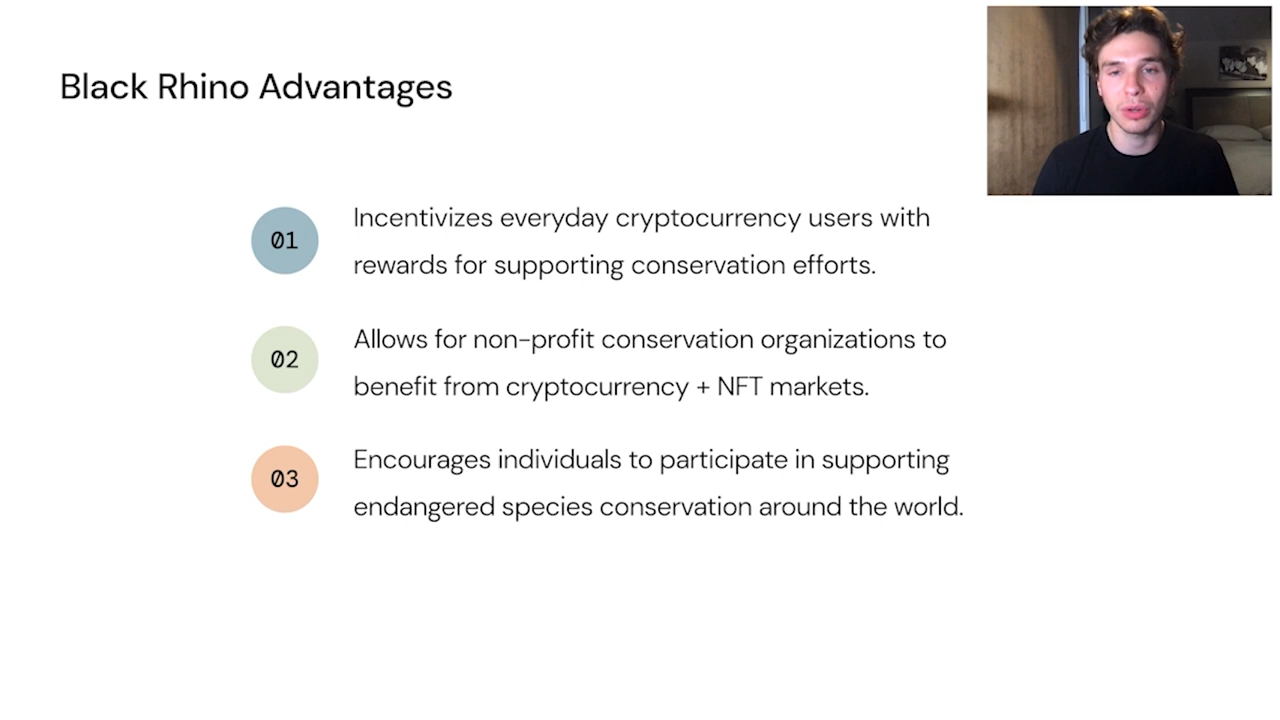 Black Rhino Advantages
01
Incentivizes everyday cryptocurrency users with
rewards for supporting conservation efforts.
02
Allows for non-profit conservation organizations to
benefit from cryptocurrency + NFT markets.
03
Encourages individuals to participate in supporting
endangered species conservation around the world.